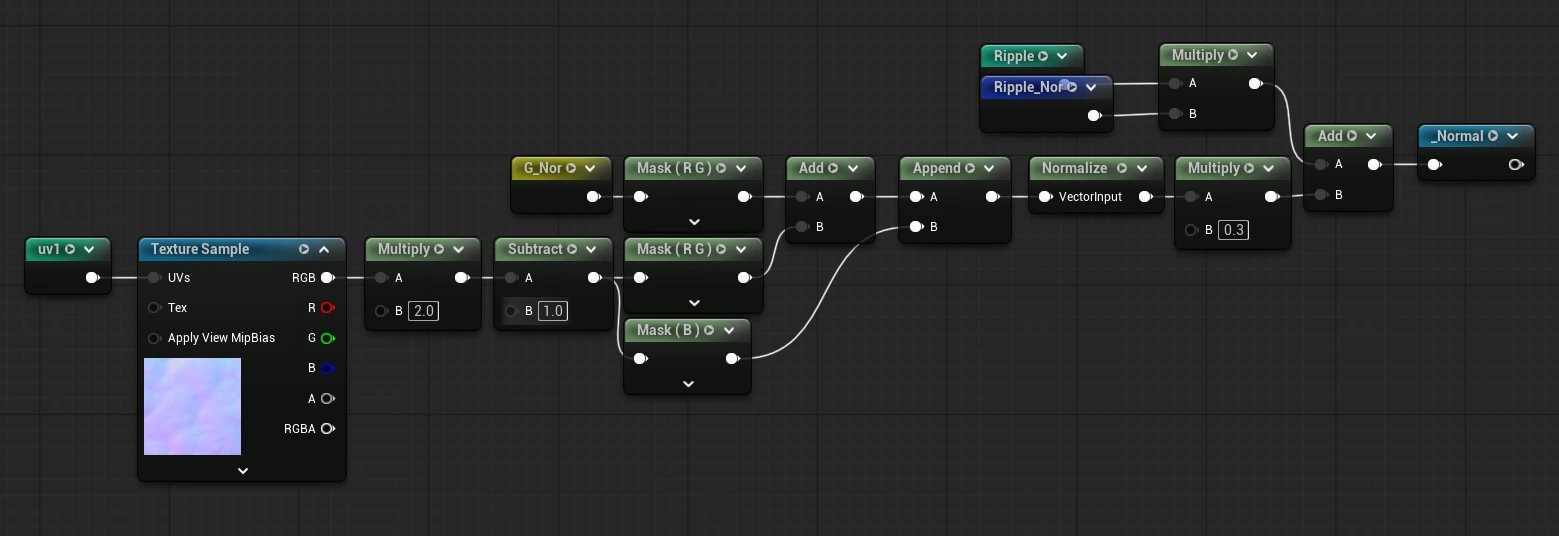 Ripple
Multiply
Ripple_Nor
A
B
Add
_Normal
A
B
G_Nor
Mask ( R G )
Add
Append
Normalize
Multiply
A
A
VectorInput
A
B
B
B 0.3
uv1
Texture Sample
Multiply
Subtract
Mask ( R G )
UVs RGB
A
A
Tex R
B 2.0
B 1.0
Apply View MipBias G
Mask ( B )
B
A
RGBA